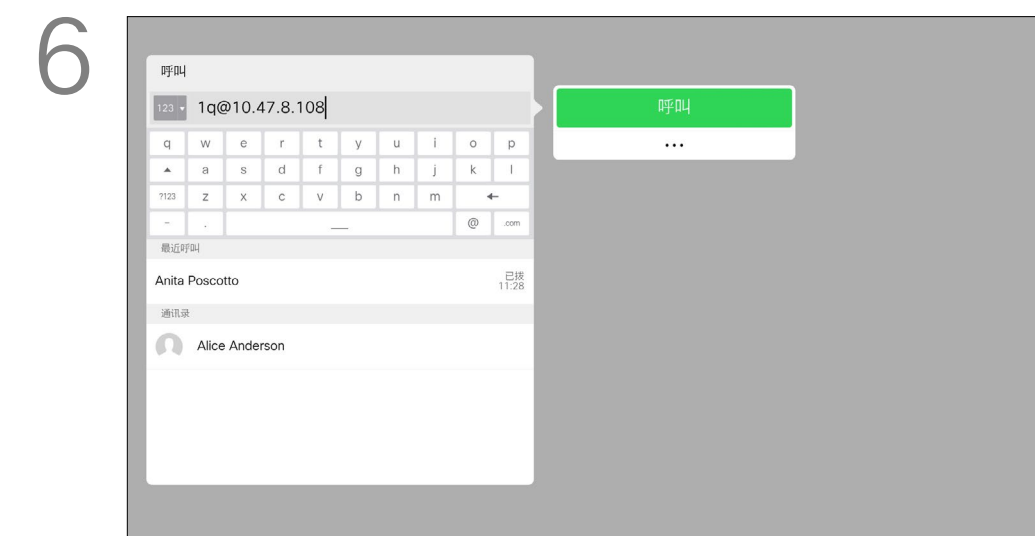 6
呼叫
123 1q@10.47.8.108
q w e r t y u i o p
a s d f g h j k l
?123 z x c v b n m
- . @ .com
最近呼叫
Anita Poscotto 已拨 11:28
通讯录
Alice Anderson
呼叫
...